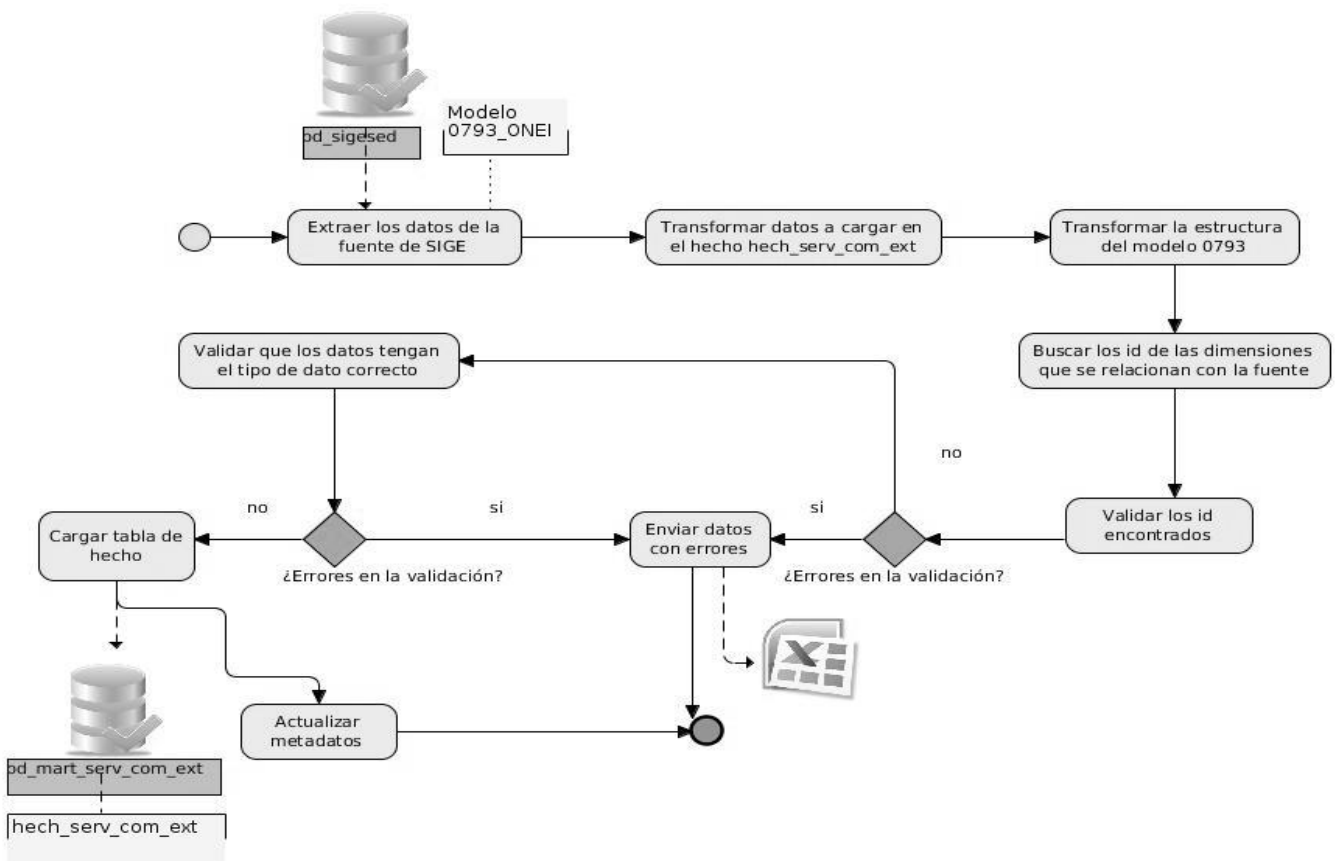 bd_sigesed
Modelo
0793_ONEI
Extraer los datos de la
fuente de SIGE
Transformar datos a cargar en
el hecho hech_serv_com_ext
Transformar la estructura
del modelo 0793
Validar que los datos tengan
el tipo de dato correcto
Buscar los id de las dimensiones
que se relacionan con la fuente
no
no
si
si
Cargar tabla de
hecho
Enviar datos
con errores
Validar los id
encontrados
¿Errores en la validación?
¿Errores en la validación?
X
Actualizar
metadatos
bd_mart_serv_com_ext
hech_serv_com_ext